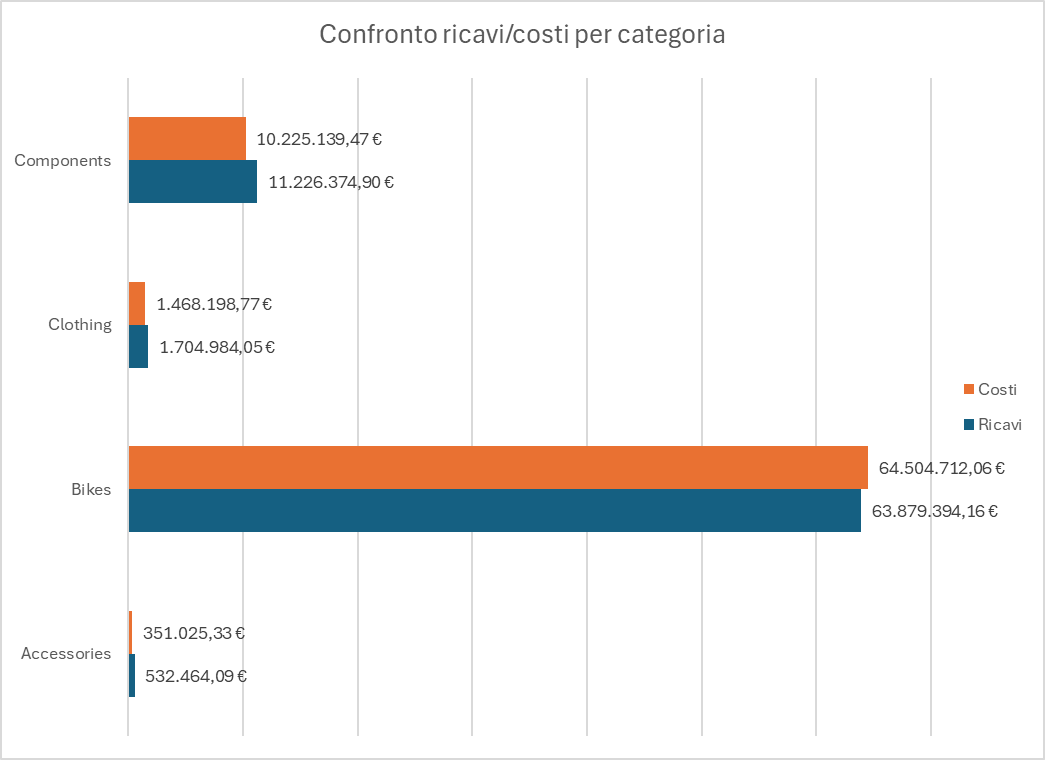 Confronto ricavi/costi per categoria
Components
10.225.139,47 €
11.226.374,90 €
Clothing
1.468.198,77 €
1.704.984,05 €
Costi
Ricavi
Bikes
64.504.712,06 €
63.879.394,16 €
Accessories
351.025,33 €
532.464,09 €